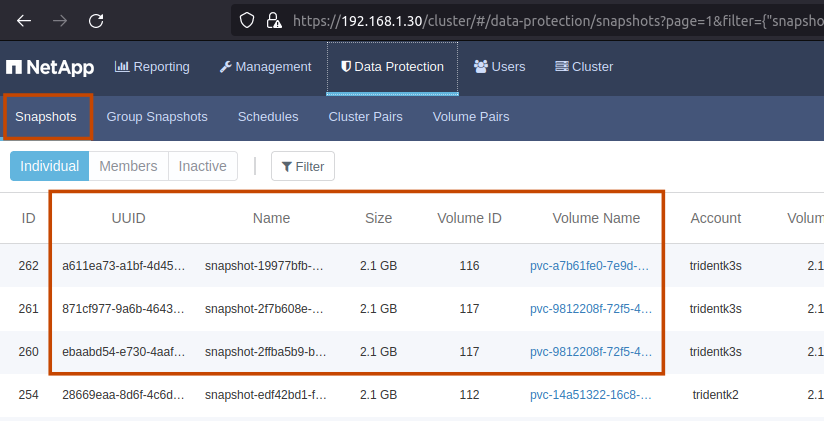 https://192.168.1.30/cluster/#/data-protection/snapshots?page=1&filter={"snapsho
NetApp Reporting Management Data Protection Users Cluster
Snapshots Group Snapshots Schedules Cluster Pairs Volume Pairs
Individual Members Inactive | Filter
ID UUID Name Size Volume ID Volume Name Account Volum
262 a611ea73-a1bf-4d45... snapshot-19977bfb-... 2.1 GB 116 pvc-a7b61fe0-7e9d-... tridentk3s 2.1
261 871cf977-9a6b-4643... snapshot-2f7b608e-... 2.1 GB 117 pvc-9812208f-72f5-4... tridentk3s 2.1
260 ebaabd54-e730-4aaf... snapshot-2ffba5b9-b... 2.1 GB 117 pvc-9812208f-72f5-4... tridentk3s 2.1
254 28669eaa-8d6f-4c6d... snapshot-edf42bd1-f... 2.1 GB 112 pvc-14a51322-16c8-... tridentk2 2.1